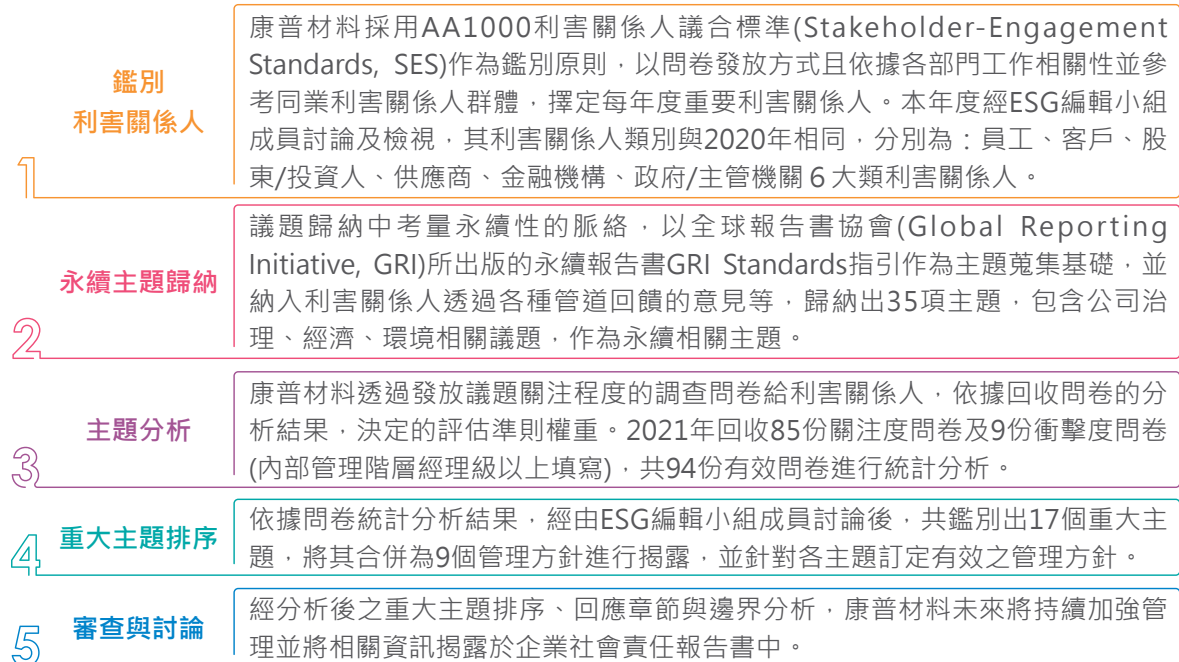 鑑別
利害關係人
1
康普材料採用AA1000利害關係人議合標準(Stakeholder-Engagement
Standards, SES)作為鑑別原則，以問卷發放方式且依據各部門工作相關性並參
考同業利害關係人群體，擇定每年度重要利害關係人。本年度經ESG編輯小組
成員討論及檢視，其利害關係人類別與2020年相同，分別為：員工、客戶、股
東/投資人、供應商、金融機構、政府/主管機關６大類利害關係人。
永續主題歸納
2
議題歸納中考量永續性的脈絡，以全球報告書協會(Global Reporting
Initiative, GRI)所出版的永續報告書GRI Standards指引作為主題蒐集基礎，並
納入利害關係人透過各種管道回饋的意見等，歸納出35項主題，包含公司治
理、經濟、環境相關議題，作為永續相關主題。
主題分析
3
康普材料透過發放議題關注程度的調查問卷給利害關係人，依據回收問卷的分
析結果，決定的評估準則權重。2021年回收85份關注度問卷及9份衝擊度問卷
(內部管理階層經理級以上填寫)，共94份有效問卷進行統計分析。
重大主題排序
4
依據問卷統計分析結果，經由ESG編輯小組成員討論後，共鑑別出17個重大主
題，將其合併為9個管理方針進行揭露，並針對各主題訂定有效之管理方針。
審查與討論
5
經分析後之重大主題排序、回應章節與邊界分析，康普材料未來將持續加強管
理並將相關資訊揭露於企業社會責任報告書中。